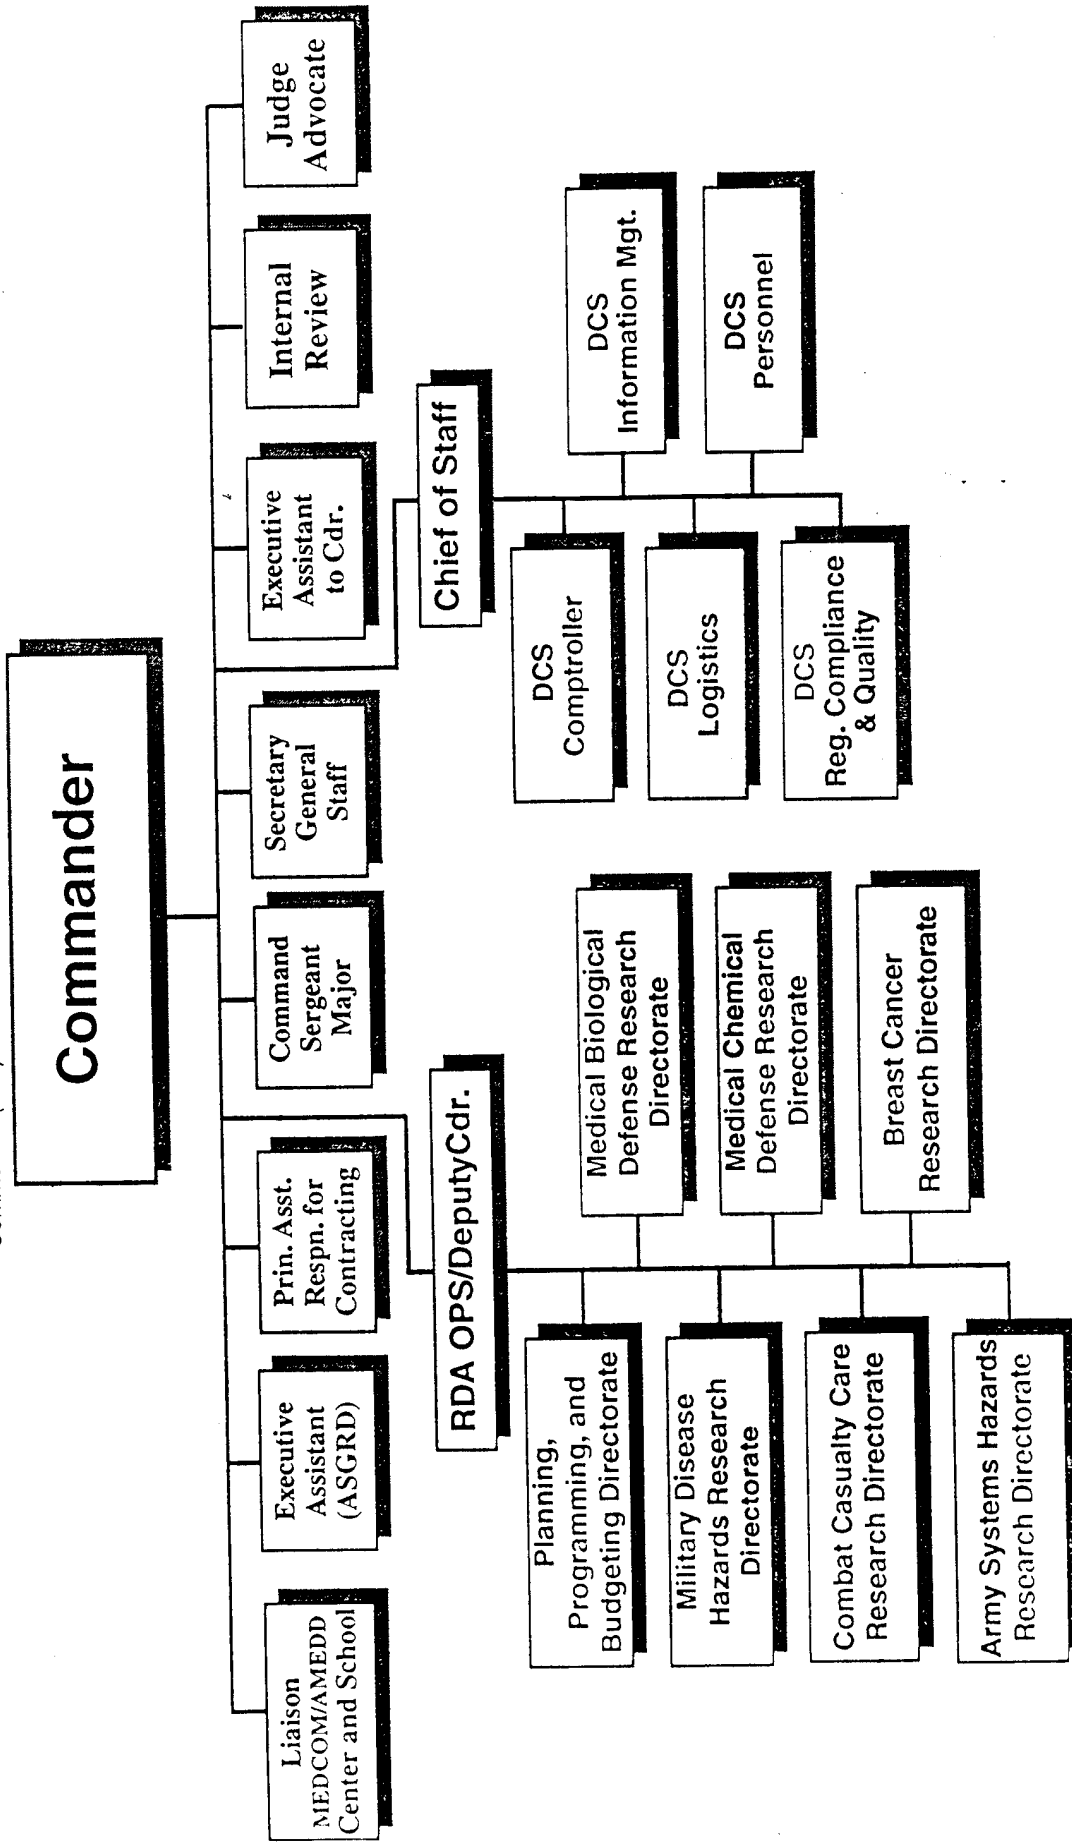 Commander
Liaison
MEDCOM/AMEDD
Center and School
Executive
Assistant
(ASGRD)
Prin. Asst.
Respn. for
Contracting
Command
Sergeant
Major
Secretary
General
Staff
Executive
Assistant
to Cdr.
Internal
Review
Judge
Advocate
RDA OPS/DeputyCdr.
Planning,
Programming, and
Budgeting Directorate
Military Disease
Hazards Research
Directorate
Combat Casualty Care
Research Directorate
Army Systems Hazards
Research Directorate
Medical Biological
Defense Research
Directorate
Medical Chemical
Defense Research
Directorate
Breast Cancer
Research Directorate
Chief of Staff
DCS
Comptroller
DCS
Logistics
DCS
Reg. Compliance
& Quality
DCS
Information Mgt.
DCS
Personnel